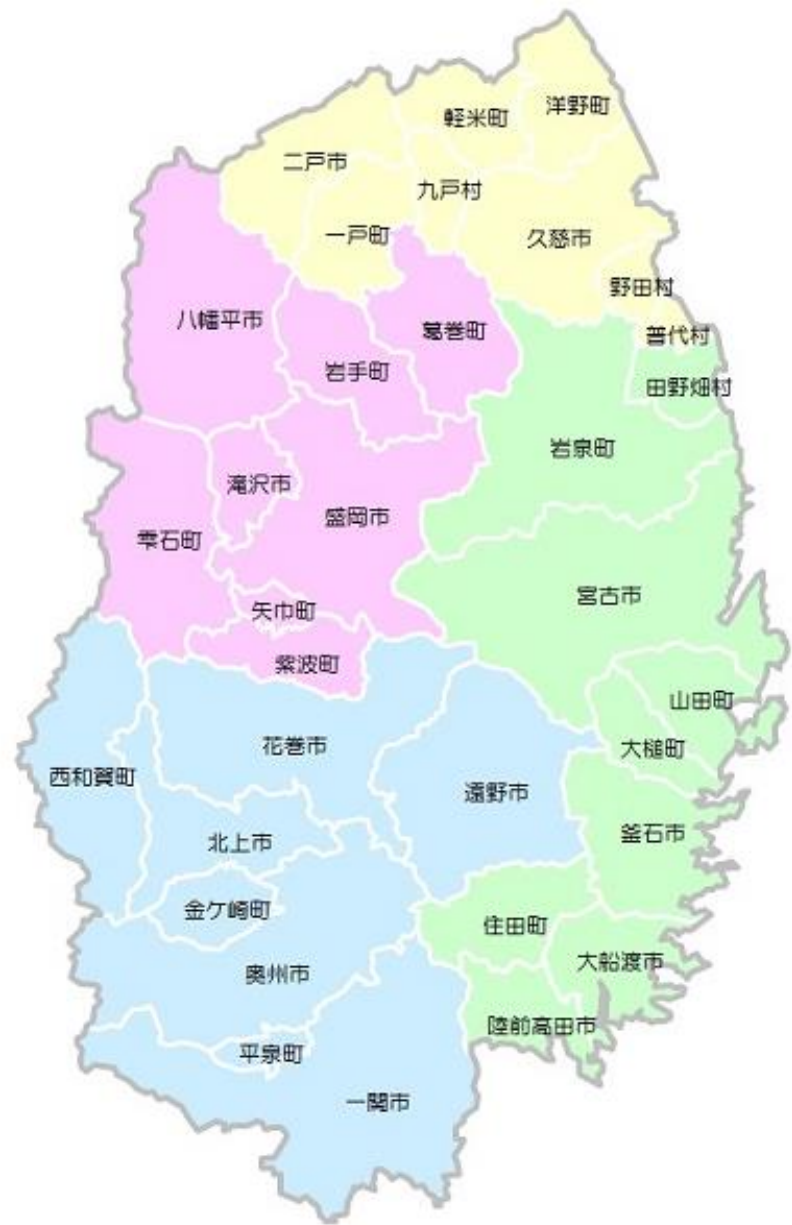 洋野町
軽米町
二戸市
九戸村
一戸町
久慈市
野田村
八幡平市
葛巻町
普代村
岩手町
田野畑村
岩泉町
滝沢市
盛岡市
雫石町
宮古市
矢巾町
紫波町
山田町
花巻市
大槌町
西和賀町
遠野市
釜石市
北上市
金ケ崎町
住田町
大船渡市
奥州市
陸前高田市
平泉町
一関市